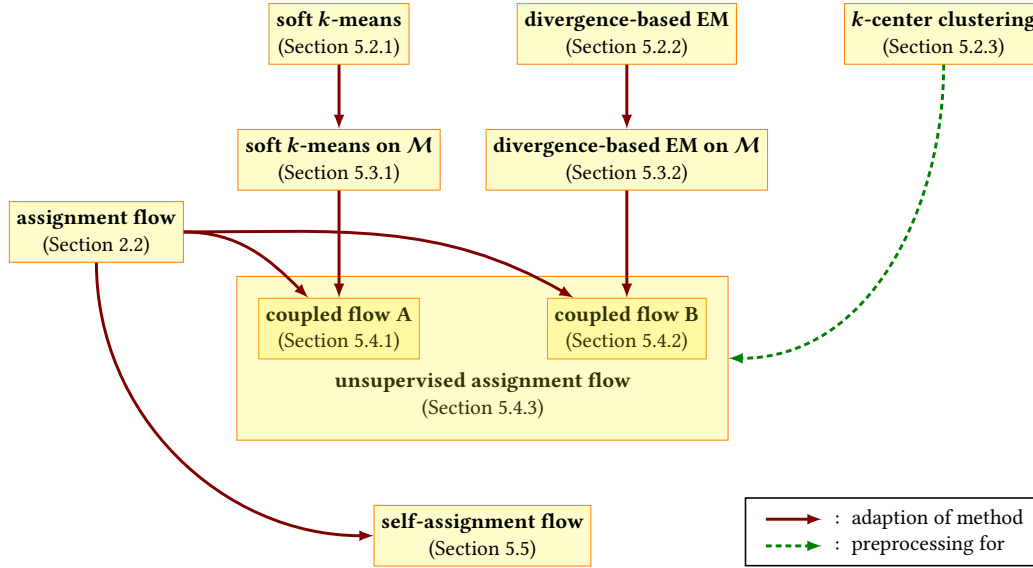 soft k-means
(Section 5.2.1)
divergence-based EM
(Section 5.2.2)
k-center clustering
(Section 5.2.3)
soft k-means on ℳ
(Section 5.3.1)
divergence-based EM on ℳ
(Section 5.3.2)
assignment flow
(Section 2.2)
coupled flow A
(Section 5.4.1)
coupled flow B
(Section 5.4.2)
unsupervised assignment flow
(Section 5.4.3)
self-assignment flow
(Section 5.5)
: adaption of method
: preprocessing for